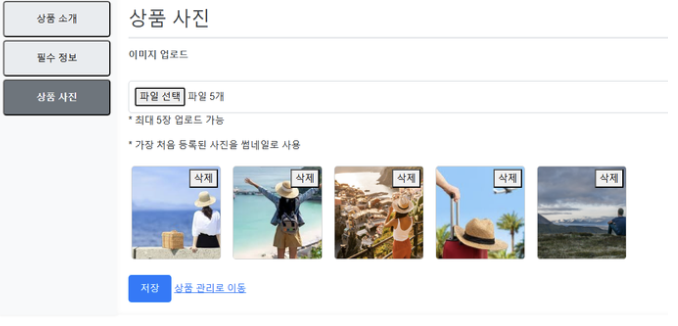 상품 소개
필수 정보
상품 사진
상품 사진
이미지 업로드
파일 선택 파일 5개
* 최대 5장 업로드 가능
* 가장 처음 등록된 사진을 썸네일로 사용
삭제 삭제 삭제 삭제 삭제
저장 상품 관리로 이동